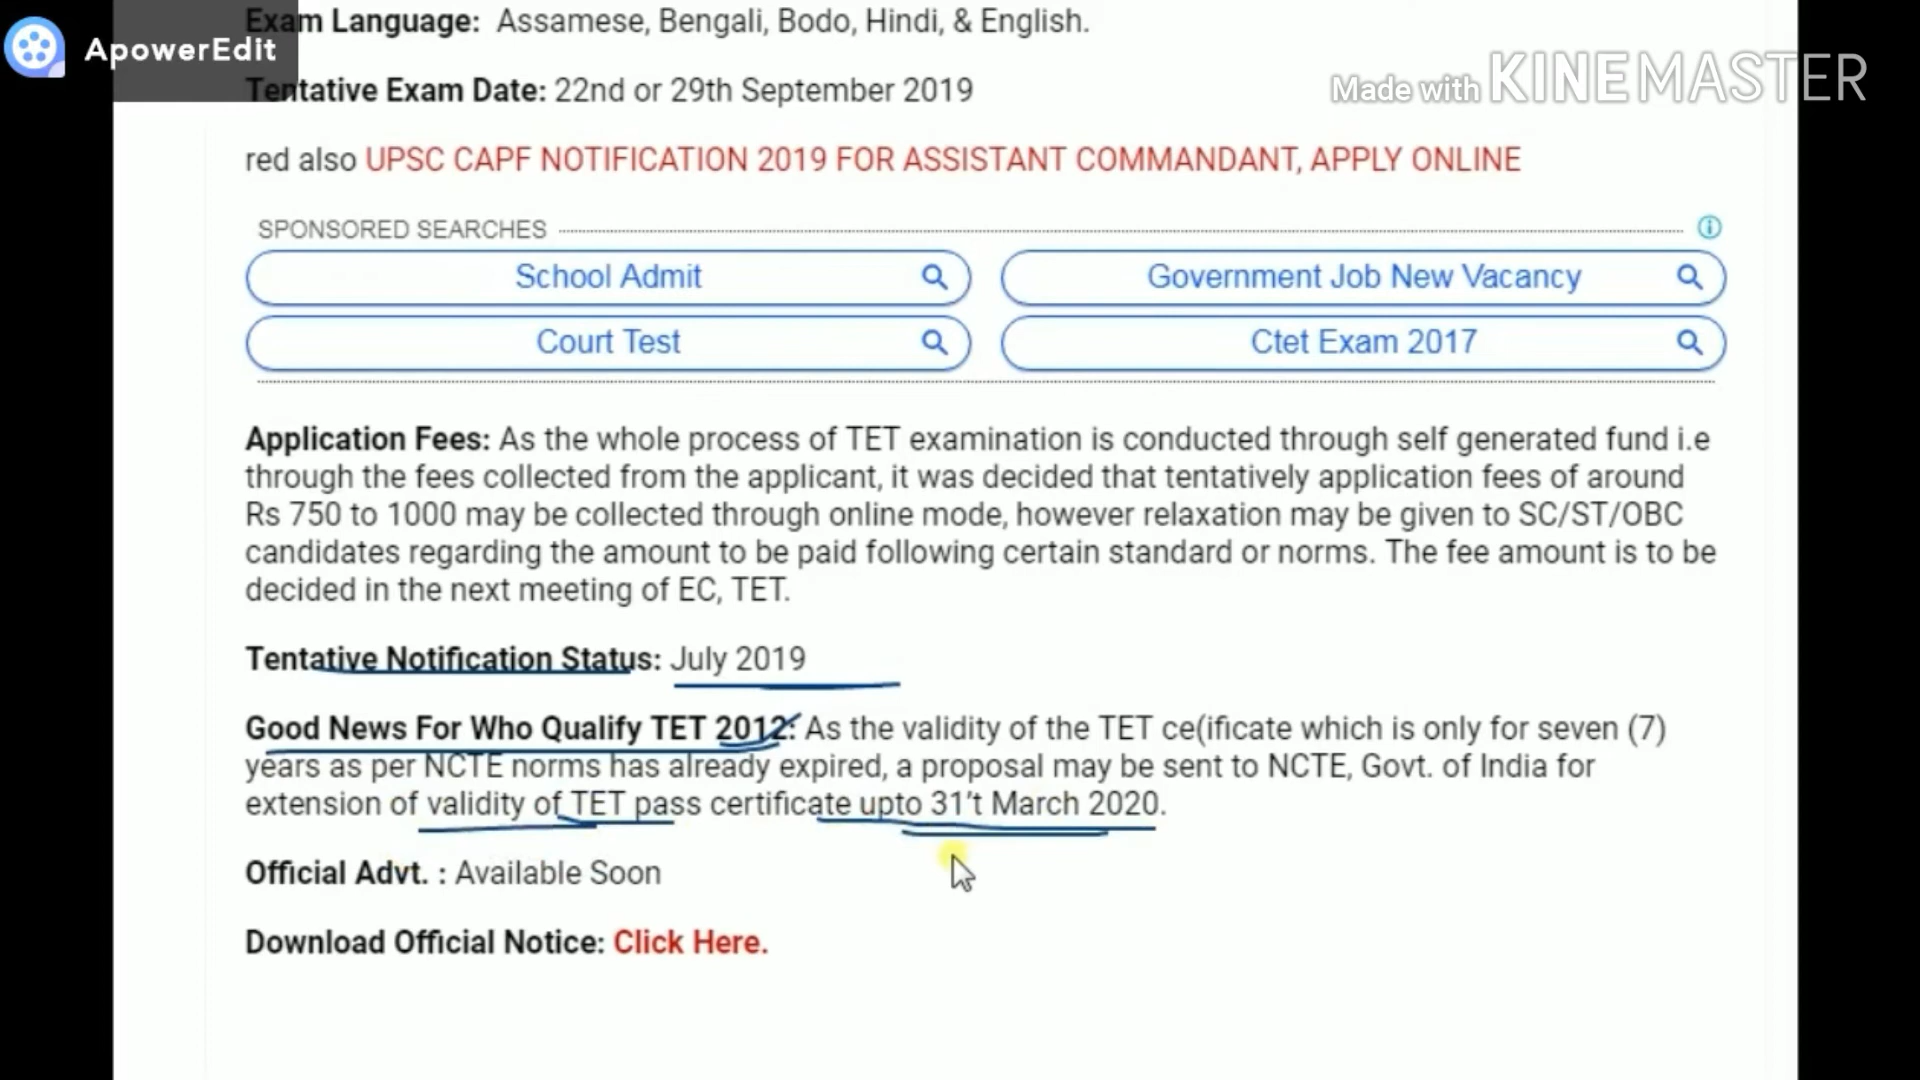 Exam Language: Assamese, Bengali, Bodo, Hindi, & English.
ApowerEdit
Made with KINEMASTER
Tentative Exam Date: 22nd or 29th September 2019
red also UPSC CAPF NOTIFICATION 2019 FOR ASSISTANT COMMANDANT, APPLY ONLINE
SPONSORED SEARCHES
School Admit
Government Job New Vacancy
Court Test
Ctet Exam 2017
Application Fees: As the whole process of TET examination is conducted through self generated fund i.e
through the fees collected from the applicant, it was decided that tentatively application fees of around
Rs 750 to 1000 may be collected through online mode, however relaxation may be given to SC/ST/OBC
candidates regarding the amount to be paid following certain standard or norms. The fee amount is to be
decided in the next meeting of EC, TET.
Tentative Notification Status: July 2019
Good News For Who Qualify TET 2012: As the validity of the TET ce(ificate which is only for seven (7)
years as per NCTE norms has already expired, a proposal may be sent to NCTE, Govt. of India for
extension of validity of TET pass certificate upto 31't March 2020.
Official Advt. : Available Soon
Download Official Notice: Click Here.